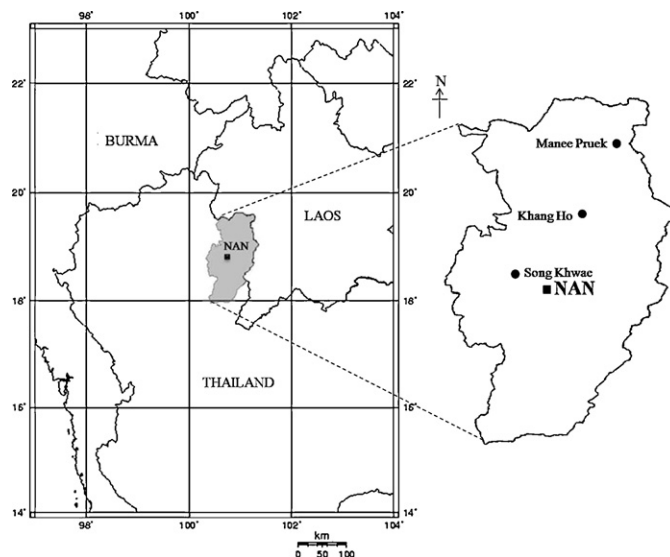 98° 100° 102° 104°
22°
BURMA
20°
LAOS
NAN
18°
THAILAND
16°
14°
22°
20°
18°
16°
14°
98° 100° 102° 104°
km
0 50 100
N
Manee Pruek
Khang Ho
Song Khwae
NAN